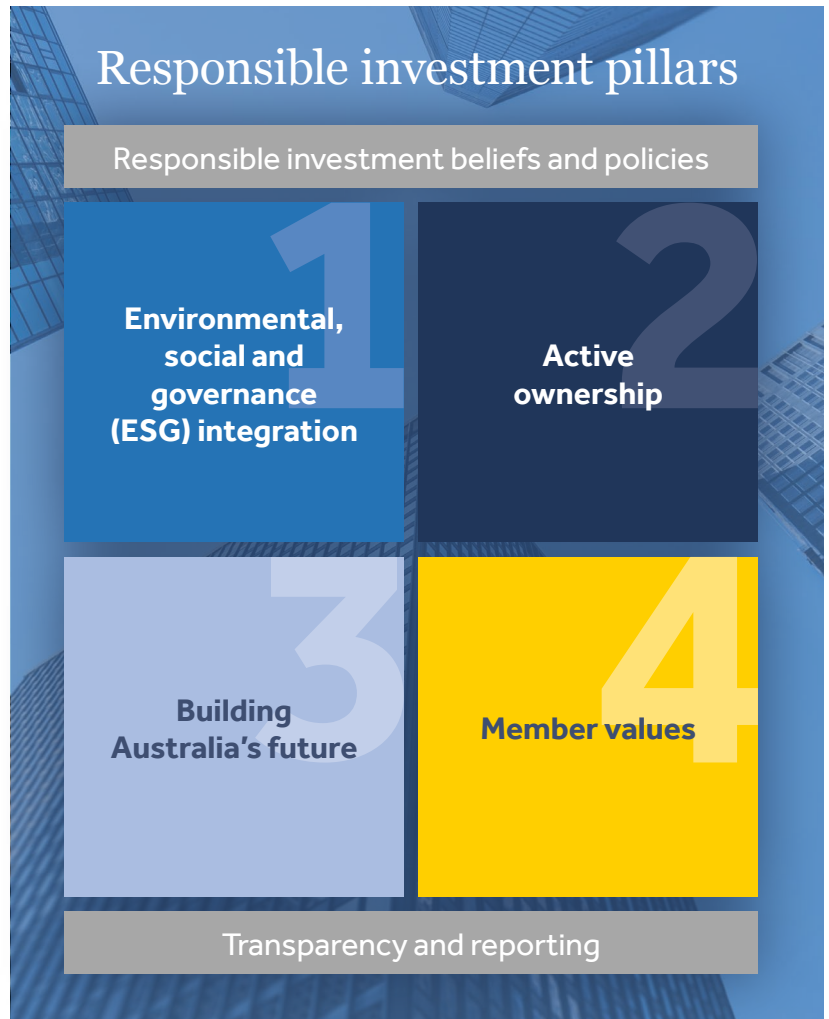 Responsible investment pillars
Responsible investment beliefs and policies
1
Environmental,
social and
governance
(ESG) integration
2
Active
ownership
3
Building
Australia’s future
4
Member values
Transparency and reporting